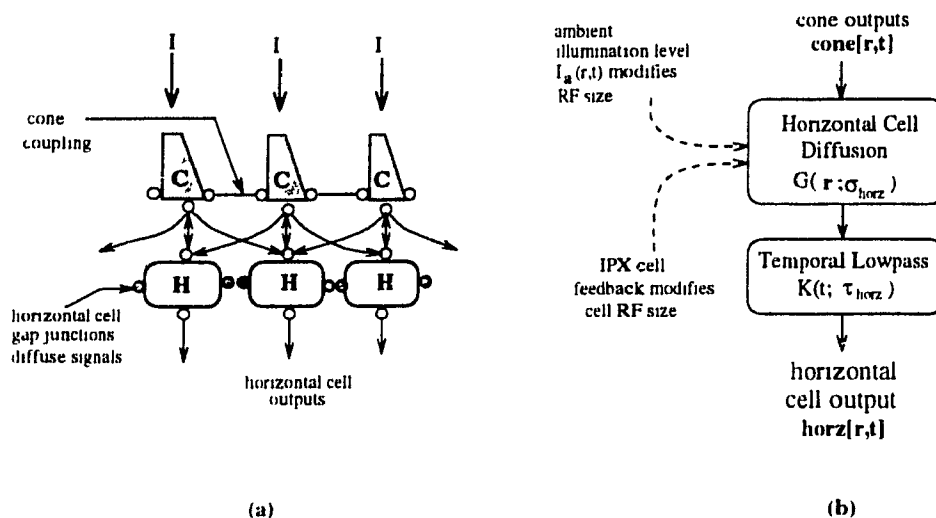 I
I
I
cone
coupling
C
C
C
H
H
H
horizontal cell
gap junctions
diffuse signals
horizontal cell
outputs
(a)
cone outputs
cone[r,t]
ambient
illumination level
I_a(r,t) modifies
RF size
Horizontal Cell
Diffusion
G( r ;σ_horz )
IPX cell
feedback modifies
cell RF size
Temporal Lowpass
K(t; τ_horz )
horizontal
cell output
horz[r,t]
(b)